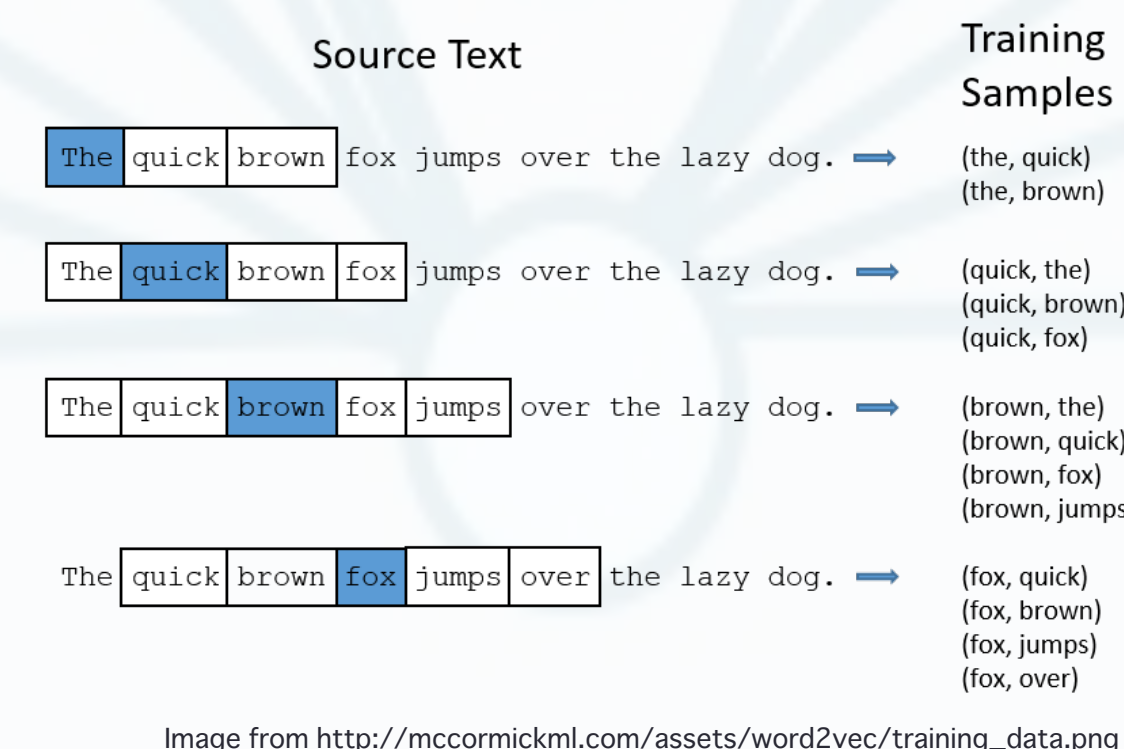 Source Text
Training
Samples
The quick brown fox jumps over the lazy dog.
(the, quick)
(the, brown)
The quick brown fox jumps over the lazy dog.
(quick, the)
(quick, brown)
(quick, fox)
The quick brown fox jumps over the lazy dog.
(brown, the)
(brown, quick)
(brown, fox)
(brown, jumps
The quick brown fox jumps over the lazy dog.
(fox, quick)
(fox, brown)
(fox, jumps)
(fox, over)
Image from http://mccormickml.com/assets/word2vec/training_data.png